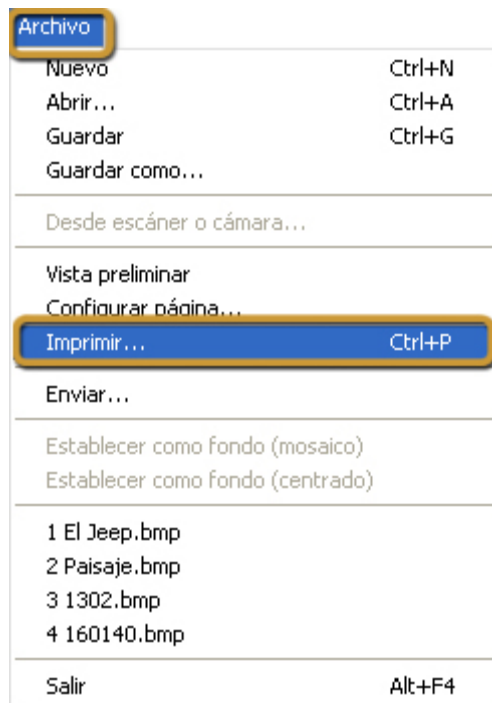 Archivo
Nuevo Ctrl+N
Abrir... Ctrl+A
Guardar Ctrl+G
Guardar como...
Desde escáner o cámara...
Vista preliminar
Configurar página...
Imprimir... Ctrl+P
Enviar...
Establecer como fondo (mosaico)
Establecer como fondo (centrado)
1 El Jeep.bmp
2 Paisaje.bmp
3 1302.bmp
4 160140.bmp
Salir Alt+F4